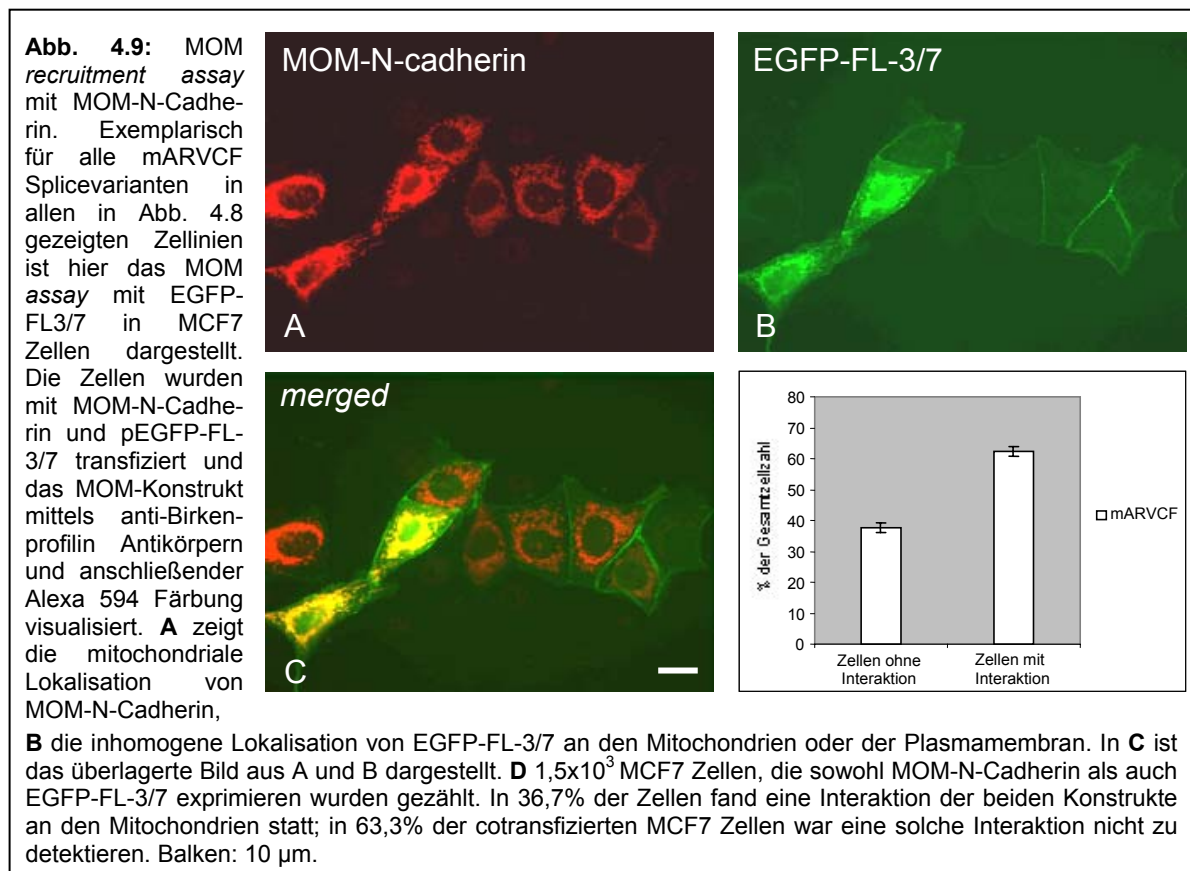 Abb. 4.9: MOM
recruitment assay
mit MOM-N-Cadhe-
rin. Exemplarisch
für alle mARVCF
Splicevarianten in
allen in Abb. 4.8
gezeigten Zellinien
ist hier das MOM
assay mit EGFP-
FL3/7 in MCF7
Zellen dargestellt.
Die Zellen wurden
mit MOM-N-Cadhe-
rin und pEGFP-FL-
3/7 transfiziert und
das MOM-Konstrukt
mittels anti-Birken-
profilin Antikörpern
und anschließender
Alexa 594 Färbung
visualisiert. A zeigt
die mitochondriale
Lokalisation von
MOM-N-Cadherin,
MOM-N-cadherin
A
EGFP-FL-3/7
B
merged
C
% der Gesamtzellzahl
80
70
60
50
40
30
20
10
0
Zellen ohne
Interaktion
Zellen mit
Interaktion
mARVCF
B die inhomogene Lokalisation von EGFP-FL-3/7 an den Mitochondrien oder der Plasmamembran. In C ist
das überlagerte Bild aus A und B dargestellt. D 1,5x10³ MCF7 Zellen, die sowohl MOM-N-Cadherin als auch
EGFP-FL-3/7 exprimieren wurden gezählt. In 36,7% der Zellen fand eine Interaktion der beiden Konstrukte
an den Mitochondrien statt; in 63,3% der cotransfizierten MCF7 Zellen war eine solche Interaktion nicht zu
detektieren. Balken: 10 µm.